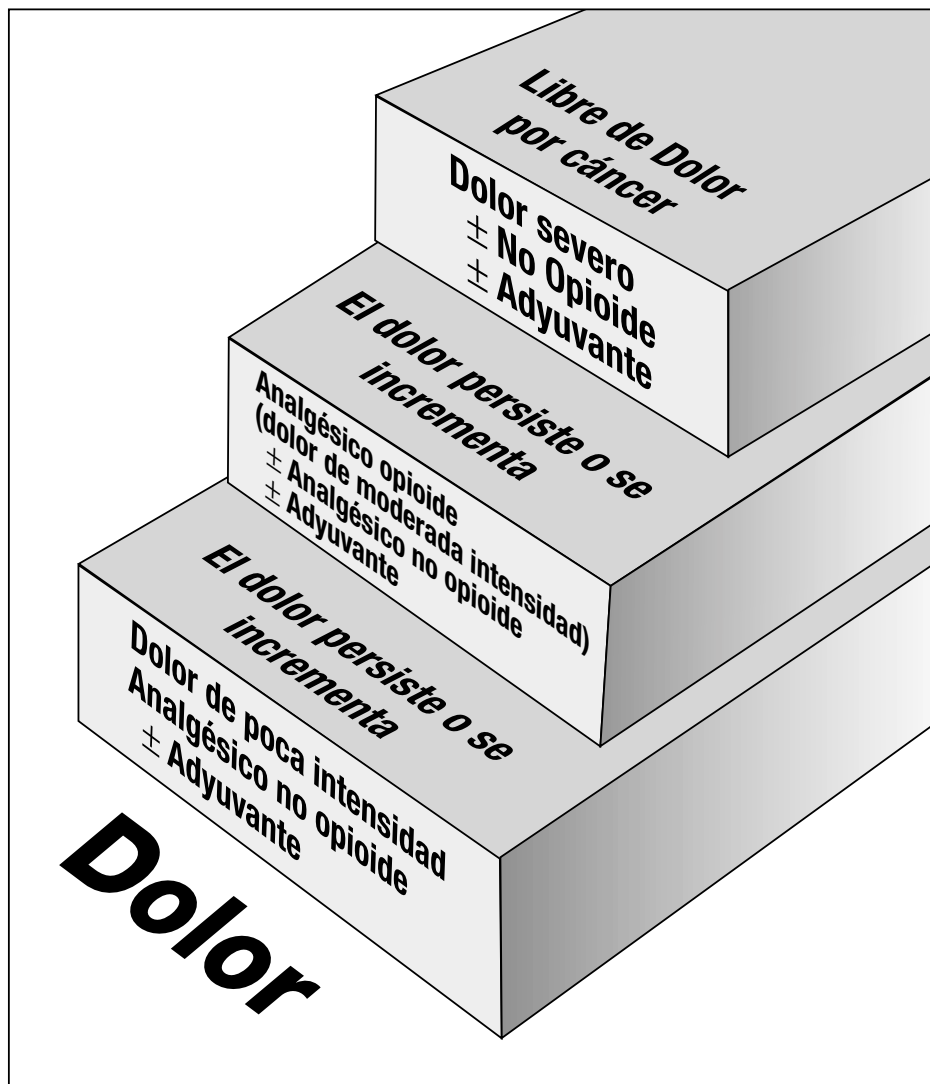 Libre de Dolor
por cáncer
Dolor severo
± No Opioide
± Adyuvante
El dolor persiste o se
incrementa
Analgésico opioide
(dolor de moderada intensidad)
± Analgésico no opioide
± Adyuvante
El dolor persiste o se
incrementa
Dolor de poca intensidad
Analgésico no opioide
± Adyuvante
Dolor